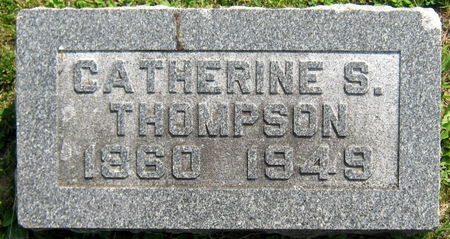 CATHERINE S.
THOMPSON
1860 1949